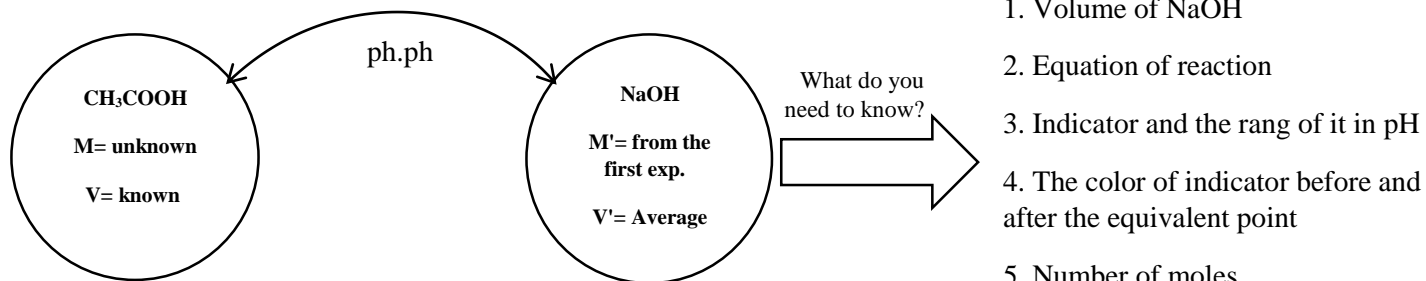 ph.ph
CH₃COOH
M= unknown
V= known
NaOH
M'= from the
first exp.
V'= Average
What do you
need to know?
1. Volume of NaOH
2. Equation of reaction
3. Indicator and the rang of it in pH
4. The color of indicator before and
after the equivalent point
5. Number of moles